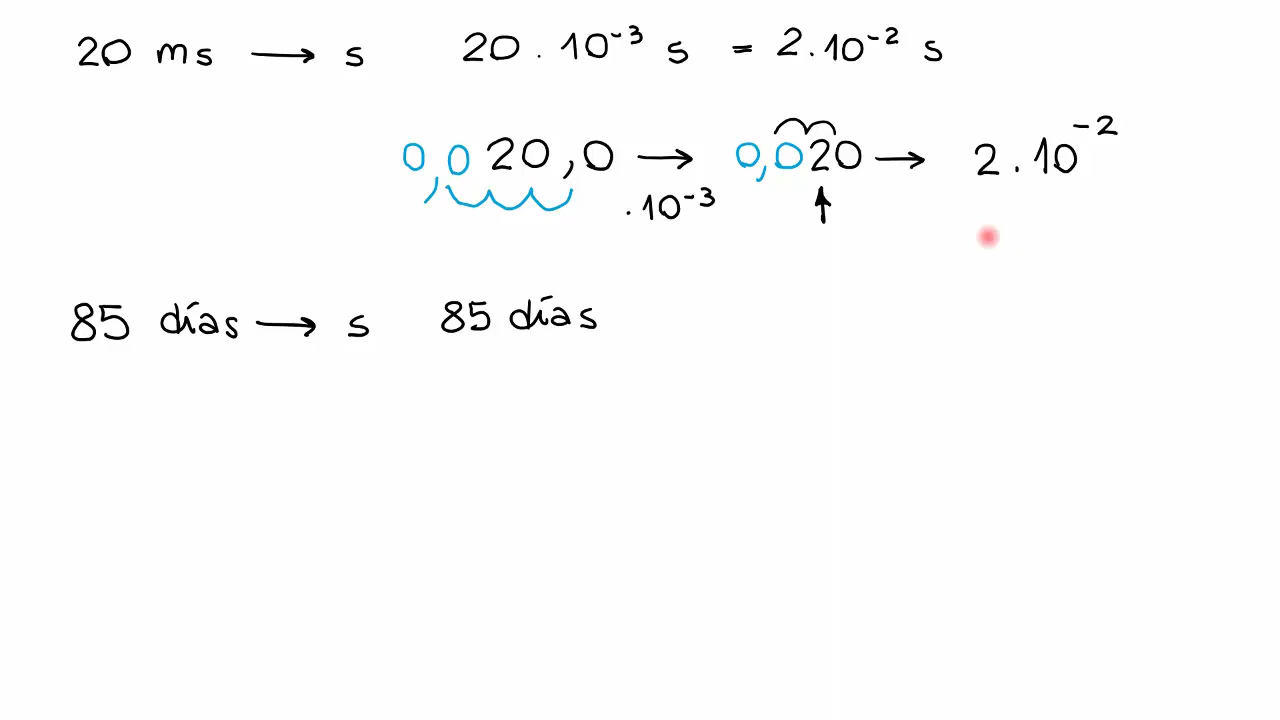 20 ms → s 20 · 10⁻³ s = 2 · 10⁻² s
0,020,0 → · 10⁻³ 0,020 → 2 · 10⁻²
85 días → s 85 días